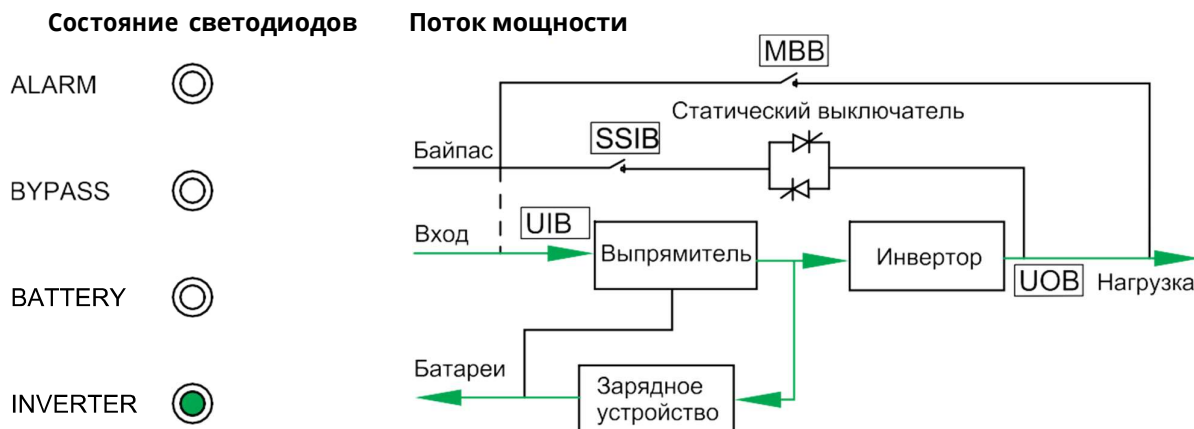 Состояние светодиодов
Поток мощности
ALARM
BYPASS
BATTERY
INVERTER
MBB
Статический выключатель
Байпас
SSIB
Вход
UIB
Выпрямитель
Инвертор
UOB
Нагрузка
Батареи
Зарядное
устройство